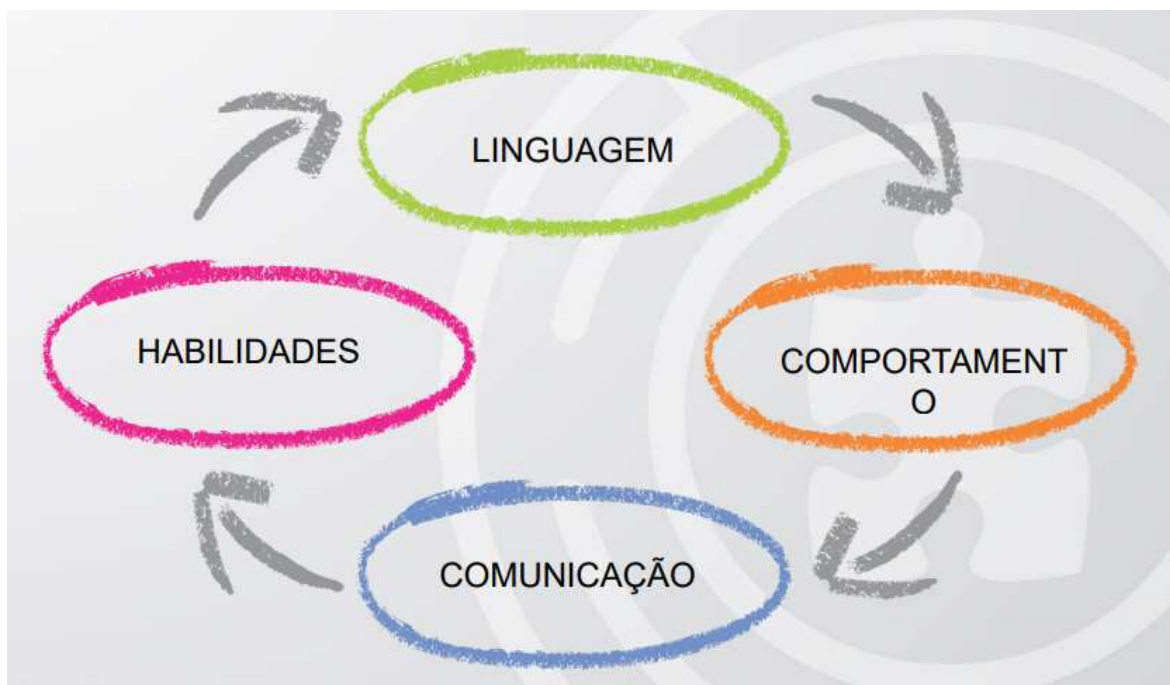 LINGUAGEM
HABILIDADES
COMPORTAMENT
O
COMUNICAÇÃO